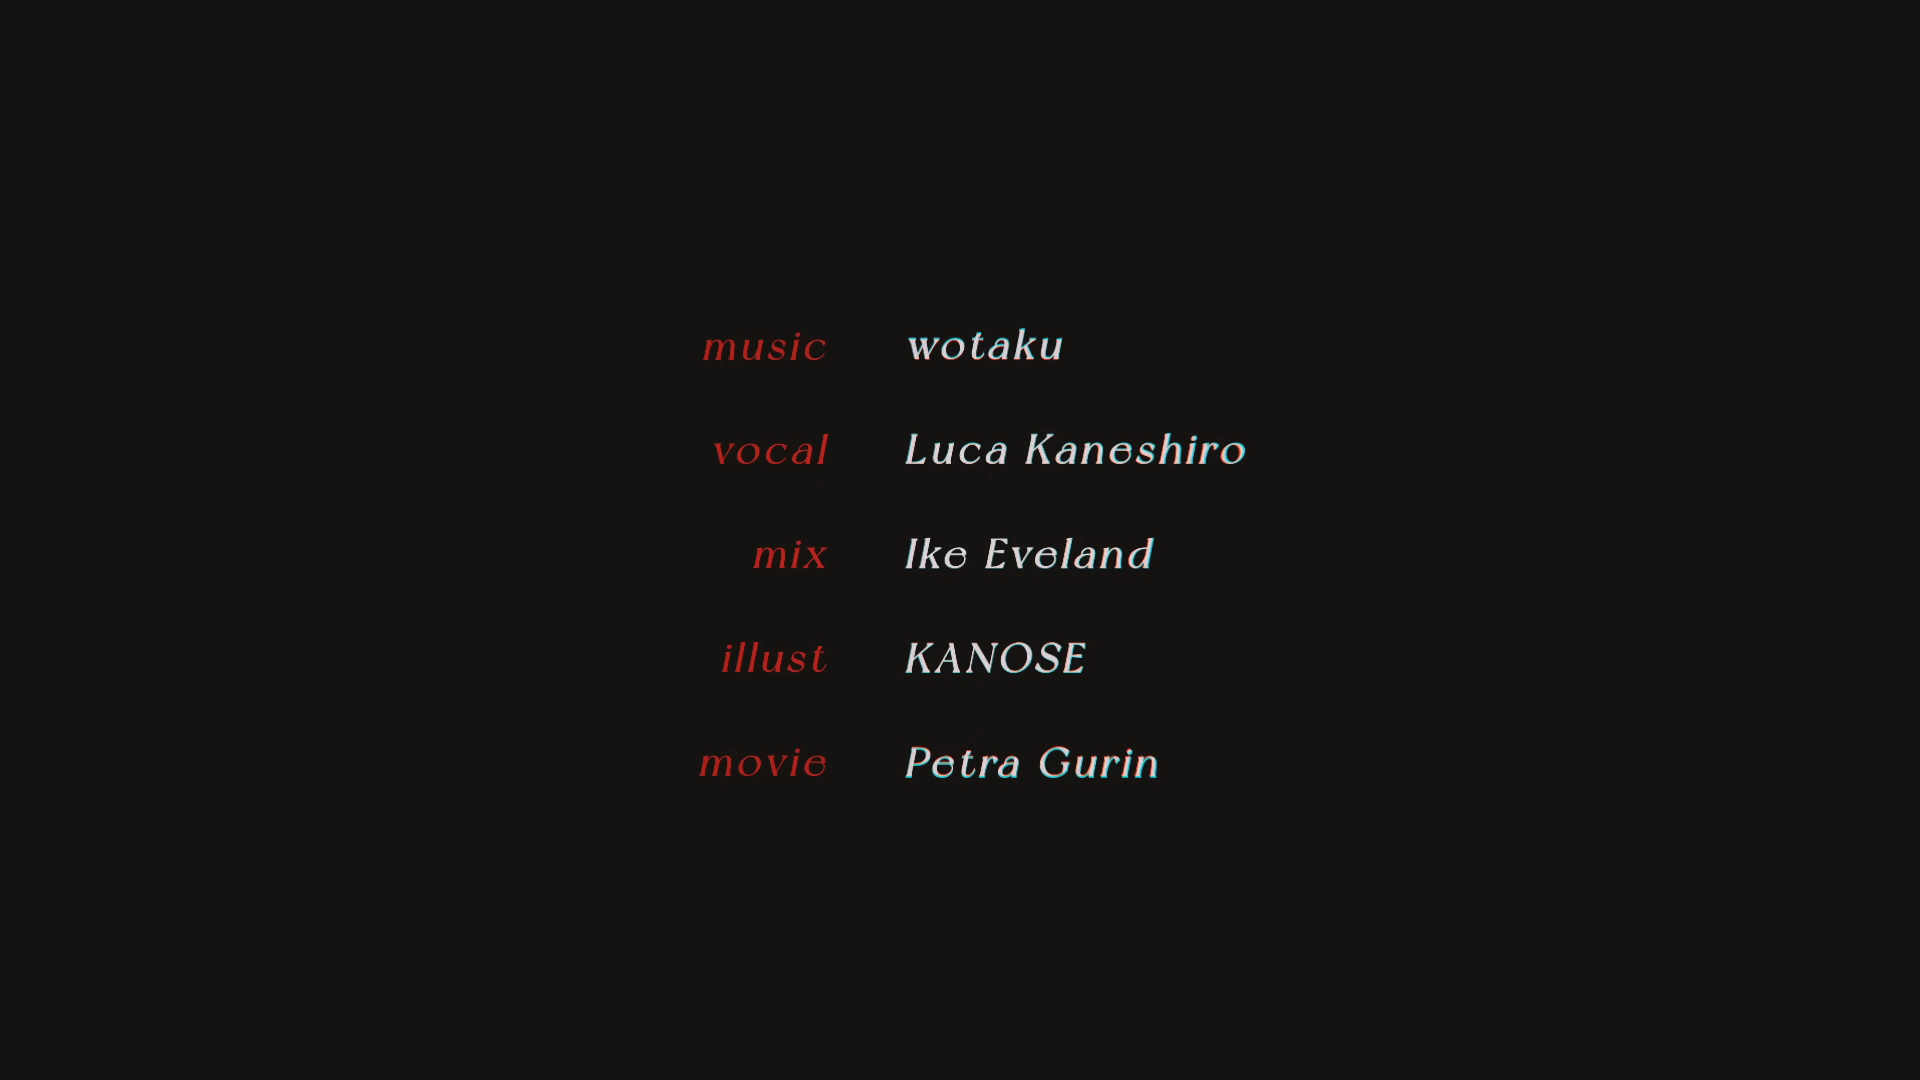 music wotaku
vocal Luca Kaneshiro
mix Ike Eveland
illust KANOSE
movie Petra Gurin